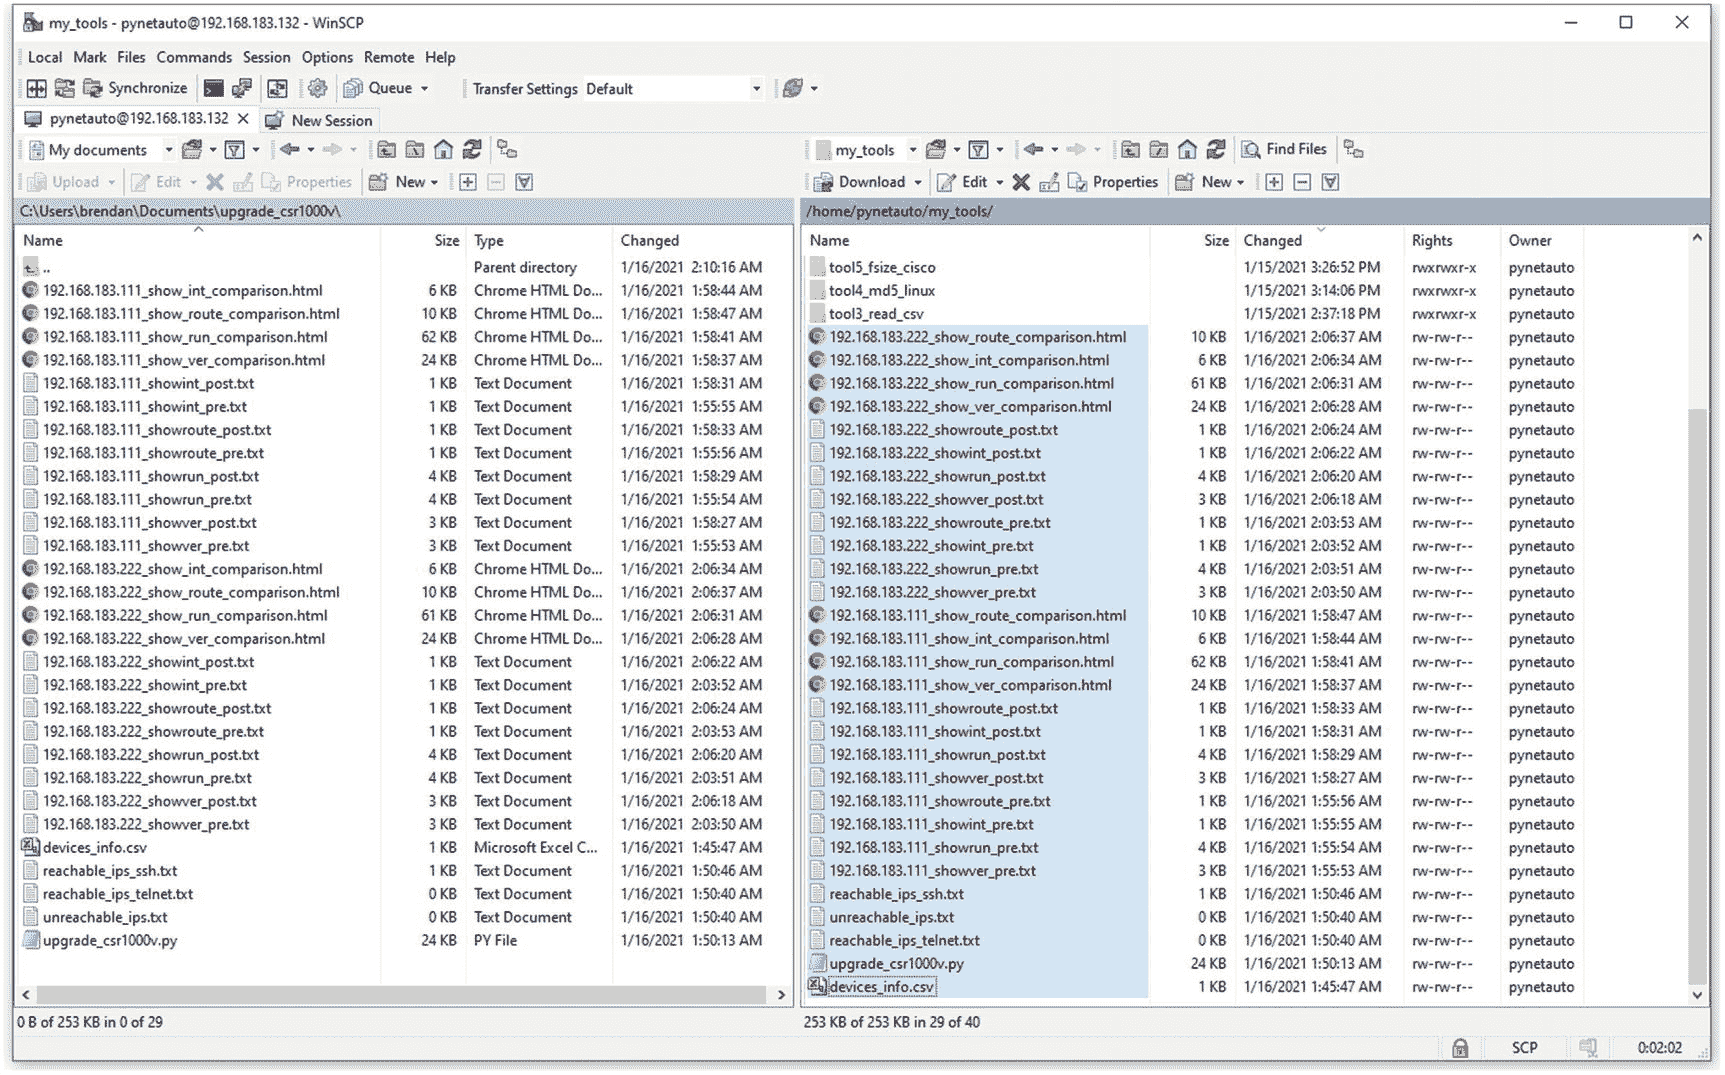 my_tools - pynetauto@192.168.183.132 - WinSCP
Local Mark Files Commands Session Options Remote Help
Synchronize Queue Transfer Settings Default
pynetauto@192.168.183.132 New Session
My documents my_tools Find Files
Upload Edit Properties New Download Edit Properties New
C:\Users\brendan\Documents\upgrade_csr1000v\
Name Size Type Changed
.. Parent directory 1/16/2021 2:10:16 AM
192.168.183.111_show_int_comparison.html 6 KB Chrome HTML Do... 1/16/2021 1:58:44 AM
192.168.183.111_show_route_comparison.html 10 KB Chrome HTML Do... 1/16/2021 1:58:47 AM
192.168.183.111_show_run_comparison.html 62 KB Chrome HTML Do... 1/16/2021 1:58:41 AM
192.168.183.111_show_ver_comparison.html 24 KB Chrome HTML Do... 1/16/2021 1:58:37 AM
192.168.183.111_showint_post.txt 1 KB Text Document 1/16/2021 1:58:31 AM
192.168.183.111_showint_pre.txt 1 KB Text Document 1/16/2021 1:55:55 AM
192.168.183.111_showroute_post.txt 1 KB Text Document 1/16/2021 1:58:33 AM
192.168.183.111_showroute_pre.txt 1 KB Text Document 1/16/2021 1:55:56 AM
192.168.183.111_showrun_post.txt 4 KB Text Document 1/16/2021 1:58:29 AM
192.168.183.111_showrun_pre.txt 4 KB Text Document 1/16/2021 1:55:54 AM
192.168.183.111_showver_post.txt 3 KB Text Document 1/16/2021 1:58:27 AM
192.168.183.111_showver_pre.txt 3 KB Text Document 1/16/2021 1:55:53 AM
192.168.183.222_show_int_comparison.html 6 KB Chrome HTML Do... 1/16/2021 2:06:34 AM
192.168.183.222_show_route_comparison.html 10 KB Chrome HTML Do... 1/16/2021 2:06:37 AM
192.168.183.222_show_run_comparison.html 61 KB Chrome HTML Do... 1/16/2021 2:06:31 AM
192.168.183.222_show_ver_comparison.html 24 KB Chrome HTML Do... 1/16/2021 2:06:28 AM
192.168.183.222_showint_post.txt 1 KB Text Document 1/16/2021 2:06:22 AM
192.168.183.222_showint_pre.txt 1 KB Text Document 1/16/2021 2:03:52 AM
192.168.183.222_showroute_post.txt 1 KB Text Document 1/16/2021 2:06:24 AM
192.168.183.222_showroute_pre.txt 1 KB Text Document 1/16/2021 2:03:53 AM
192.168.183.222_showrun_post.txt 4 KB Text Document 1/16/2021 2:06:20 AM
192.168.183.222_showrun_pre.txt 4 KB Text Document 1/16/2021 2:03:51 AM
192.168.183.222_showver_post.txt 3 KB Text Document 1/16/2021 2:06:18 AM
192.168.183.222_showver_pre.txt 3 KB Text Document 1/16/2021 2:03:50 AM
devices_info.csv 1 KB Microsoft Excel C... 1/16/2021 1:45:47 AM
reachable_ips_ssh.txt 1 KB Text Document 1/16/2021 1:50:46 AM
reachable_ips_telnet.txt 0 KB Text Document 1/16/2021 1:50:40 AM
unreachable_ips.txt 0 KB Text Document 1/16/2021 1:50:40 AM
upgrade_csr1000v.py 24 KB PY File 1/16/2021 1:50:13 AM
0 B of 253 KB in 0 of 29
/home/pynetauto/my_tools/
Name Size Changed Rights Owner
tool5_fsize_cisco 1/15/2021 3:26:52 PM rwxrwxr-x pynetauto
tool4_md5_linux 1/15/2021 3:14:06 PM rwxrwxr-x pynetauto
tool3_read_csv 1/15/2021 2:37:18 PM rwxrwxr-x pynetauto
192.168.183.222_show_route_comparison.html 10 KB 1/16/2021 2:06:37 AM rw-rw-r-- pynetauto
192.168.183.222_show_int_comparison.html 6 KB 1/16/2021 2:06:34 AM rw-rw-r-- pynetauto
192.168.183.222_show_run_comparison.html 61 KB 1/16/2021 2:06:31 AM rw-rw-r-- pynetauto
192.168.183.222_show_ver_comparison.html 24 KB 1/16/2021 2:06:28 AM rw-rw-r-- pynetauto
192.168.183.222_showroute_post.txt 1 KB 1/16/2021 2:06:24 AM rw-rw-r-- pynetauto
192.168.183.222_showint_post.txt 1 KB 1/16/2021 2:06:22 AM rw-rw-r-- pynetauto
192.168.183.222_showrun_post.txt 4 KB 1/16/2021 2:06:20 AM rw-rw-r-- pynetauto
192.168.183.222_showver_post.txt 3 KB 1/16/2021 2:06:18 AM rw-rw-r-- pynetauto
192.168.183.222_showroute_pre.txt 1 KB 1/16/2021 2:03:53 AM rw-rw-r-- pynetauto
192.168.183.222_showint_pre.txt 1 KB 1/16/2021 2:03:52 AM rw-rw-r-- pynetauto
192.168.183.222_showrun_pre.txt 4 KB 1/16/2021 2:03:51 AM rw-rw-r-- pynetauto
192.168.183.222_showver_pre.txt 3 KB 1/16/2021 2:03:50 AM rw-rw-r-- pynetauto
192.168.183.111_show_route_comparison.html 10 KB 1/16/2021 1:58:47 AM rw-rw-r-- pynetauto
192.168.183.111_show_int_comparison.html 6 KB 1/16/2021 1:58:44 AM rw-rw-r-- pynetauto
192.168.183.111_show_run_comparison.html 62 KB 1/16/2021 1:58:41 AM rw-rw-r-- pynetauto
192.168.183.111_show_ver_comparison.html 24 KB 1/16/2021 1:58:37 AM rw-rw-r-- pynetauto
192.168.183.111_showroute_post.txt 1 KB 1/16/2021 1:58:33 AM rw-rw-r-- pynetauto
192.168.183.111_showint_post.txt 1 KB 1/16/2021 1:58:31 AM rw-rw-r-- pynetauto
192.168.183.111_showrun_post.txt 4 KB 1/16/2021 1:58:29 AM rw-rw-r-- pynetauto
192.168.183.111_showver_post.txt 3 KB 1/16/2021 1:58:27 AM rw-rw-r-- pynetauto
192.168.183.111_showroute_pre.txt 1 KB 1/16/2021 1:55:56 AM rw-rw-r-- pynetauto
192.168.183.111_showint_pre.txt 1 KB 1/16/2021 1:55:55 AM rw-rw-r-- pynetauto
192.168.183.111_showrun_pre.txt 4 KB 1/16/2021 1:55:54 AM rw-rw-r-- pynetauto
192.168.183.111_showver_pre.txt 3 KB 1/16/2021 1:55:53 AM rw-rw-r-- pynetauto
reachable_ips_ssh.txt 1 KB 1/16/2021 1:50:46 AM rw-rw-r-- pynetauto
unreachable_ips.txt 0 KB 1/16/2021 1:50:40 AM rw-rw-r-- pynetauto
reachable_ips_telnet.txt 0 KB 1/16/2021 1:50:40 AM rw-rw-r-- pynetauto
upgrade_csr1000v.py 24 KB 1/16/2021 1:50:13 AM rw-rw-r-- pynetauto
devices_info.csv 1 KB 1/16/2021 1:45:47 AM rw-rw-r-- pynetauto
253 KB of 253 KB in 29 of 40
SCP 0:02:02